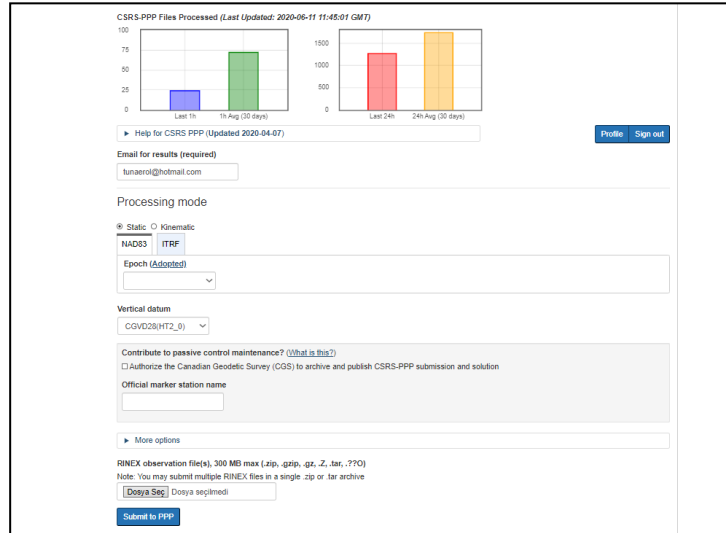 CSRS-PPP Files Processed (Last Updated: 2020-06-11 11:45:01 GMT)
100
75
50
25
0
Last 1h 1h Avg (30 days)
1500
1000
500
0
Last 24h 24h Avg (30 days)
► Help for CSRS PPP (Updated 2020-04-07)
Profile Sign out
Email for results (required)
tunaerol@hotmail.com
Processing mode
Static Kinematic
NAD83 ITRF
Epoch (Adopted)
Vertical datum
CGVD28(HT2_0)
Contribute to passive control maintenance? (What is this?)
Authorize the Canadian Geodetic Survey (CGS) to archive and publish CSRS-PPP submission and solution
Official marker station name
► More options
RINEX observation file(s), 300 MB max (.zip, .gzip, .gz, .Z, .tar, .??O)
Note: You may submit multiple RINEX files in a single .zip or .tar archive
Dosya Seç Dosya seçilmedi
Submit to PPP